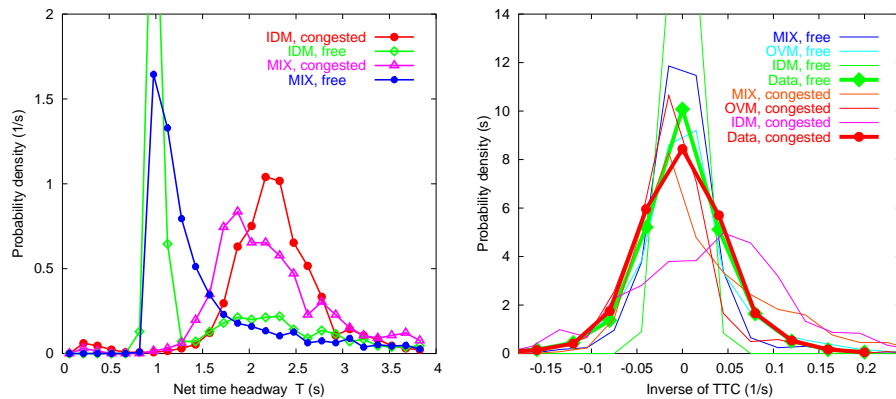 2
1.5
1
0.5
0
0
0.5
1
1.5
2
2.5
3
3.5
4
Probability density (1/s)
Net time headway T (s)
IDM, congested
IDM, free
MIX, congested
MIX, free
14
12
10
8
6
4
2
0
-0.15
-0.1
-0.05
0
0.05
0.1
0.15
0.2
Probability density (s)
Inverse of TTC (1/s)
MIX, free
OVM, free
IDM, free
Data, free
MIX, congested
OVM, congested
IDM, congested
Data, congested